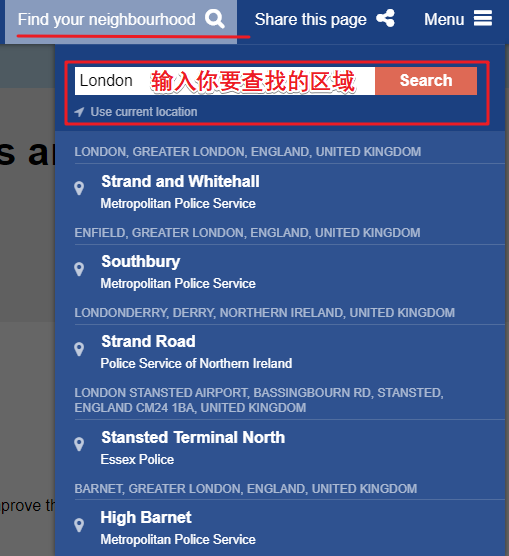 Find your neighbourhood
Share this page
Menu
London 输入你要查找的区域 Search
Use current location
LONDON, GREATER LONDON, ENGLAND, UNITED KINGDOM
Strand and Whitehall
Metropolitan Police Service
ENFIELD, GREATER LONDON, ENGLAND, UNITED KINGDOM
Southbury
Metropolitan Police Service
LONDONDERRY, DERRY, NORTHERN IRELAND, UNITED KINGDOM
Strand Road
Police Service of Northern Ireland
LONDON STANSTED AIRPORT, BASSINGBOURN RD, STANSTED,
ENGLAND CM24 1BA, UNITED KINGDOM
Stansted Terminal North
Essex Police
BARNET, GREATER LONDON, ENGLAND, UNITED KINGDOM
High Barnet
Metropolitan Police Service